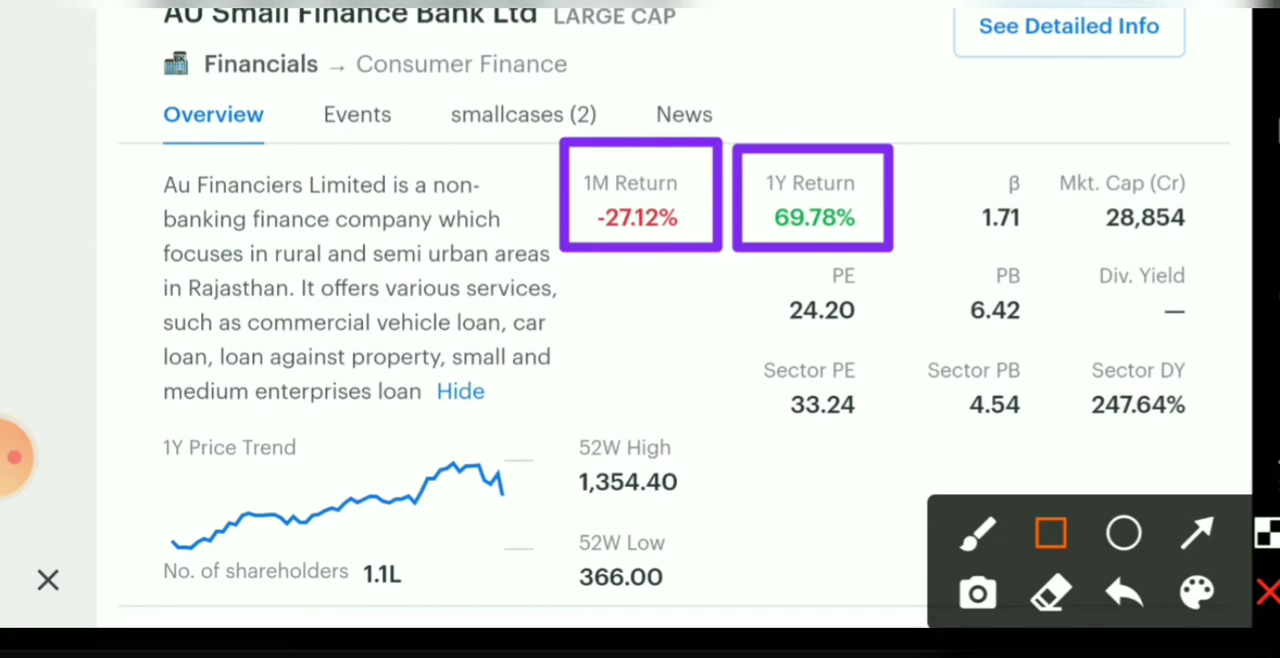 AU Small Finance Bank Ltd LARGE CAP
See Detailed Info
Financials → Consumer Finance
Overview Events smallcases (2) News
Au Financiers Limited is a non-
banking finance company which
focuses in rural and semi urban areas
in Rajasthan. It offers various services,
such as commercial vehicle loan, car
loan, loan against property, small and
medium enterprises loan Hide
1M Return
-27.12%
1Y Return
69.78%
β
1.71
Mkt. Cap (Cr)
28,854
PE
24.20
PB
6.42
Div. Yield
—
Sector PE
33.24
Sector PB
4.54
Sector DY
247.64%
1Y Price Trend
52W High
1,354.40
52W Low
366.00
No. of shareholders 1.1L